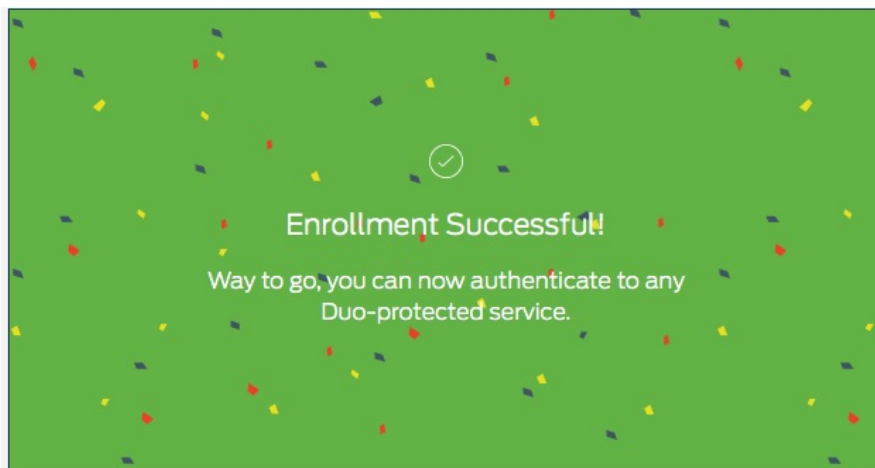 Enrollment Successful!
Way to go, you can now authenticate to any
Duo-protected service.